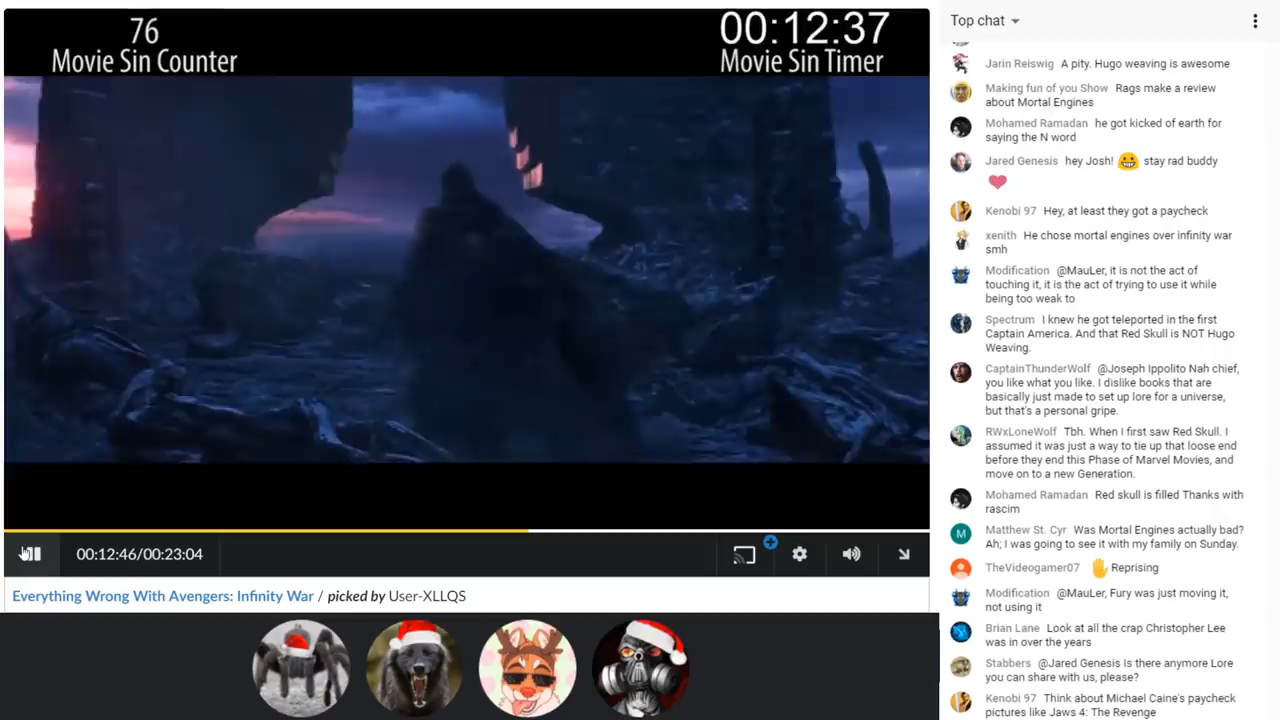 76
Movie Sin Counter
00:12:37
Movie Sin Timer
00:12:46/00:23:04
Everything Wrong With Avengers: Infinity War / picked by User-XLLQS
Top chat
Jarin Reiswig A pity. Hugo weaving is awesome
Making fun of you Show Rags make a review
about Mortal Engines
Mohamed Ramadan he got kicked of earth for
saying the N word
Jared Genesis hey Josh! 😁 stay rad buddy
❤
Kenobi 97 Hey, at least they got a paycheck
xenith He chose mortal engines over infinity war
smh
Modification @MauLer, it is not the act of
touching it, it is the act of trying to use it while
being too weak to
Spectrum I knew he got teleported in the first
Captain America. And that Red Skull is NOT Hugo
Weaving.
CaptainThunderWolf @Joseph Ippolito Nah chief,
you like what you like. I dislike books that are
basically just made to set up lore for a universe,
but that's a personal gripe.
RWxLoneWolf Tbh. When I first saw Red Skull. I
assumed it was just a way to tie up that loose end
before they end this Phase of Marvel Movies, and
move on to a new Generation.
Mohamed Ramadan Red skull is filled Thanks with
rascim
M
Matthew St. Cyr Was Mortal Engines actually bad?
Ah; I was going to see it with my family on Sunday.
TheVideogamer07 ✋ Reprising
Modification @MauLer, Fury was just moving it,
not using it
Brian Lane Look at all the crap Christopher Lee
was in over the years
Stabbers @Jared Genesis Is there anymore Lore
you can share with us, please?
Kenobi 97 Think about Michael Caine's paycheck
pictures like Jaws 4: The Revenge